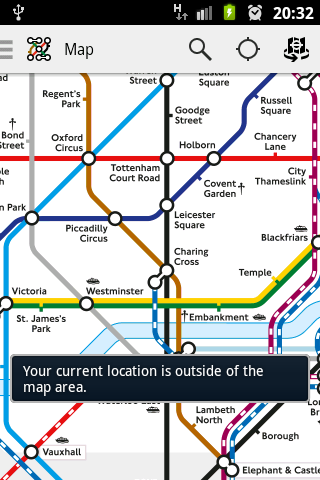 H
20:32
Map
Euston
Square
Regent's
Park
Goodge
Street
Russell
Square
Bond
Street
Oxford
Circus
Holborn
Chancery
Lane
Tottenham
Court Road
City
Thameslink
Covent
Garden
n Park
Leicester
Square
Piccadilly
Circus
Blackfriars
Charing
Cross
Temple
Victoria
Westminster
St. James's
Park
Embankment
Your current location is outside of the
map area.
Lambeth
North
Borough
Vauxhall
Elephant & Castle